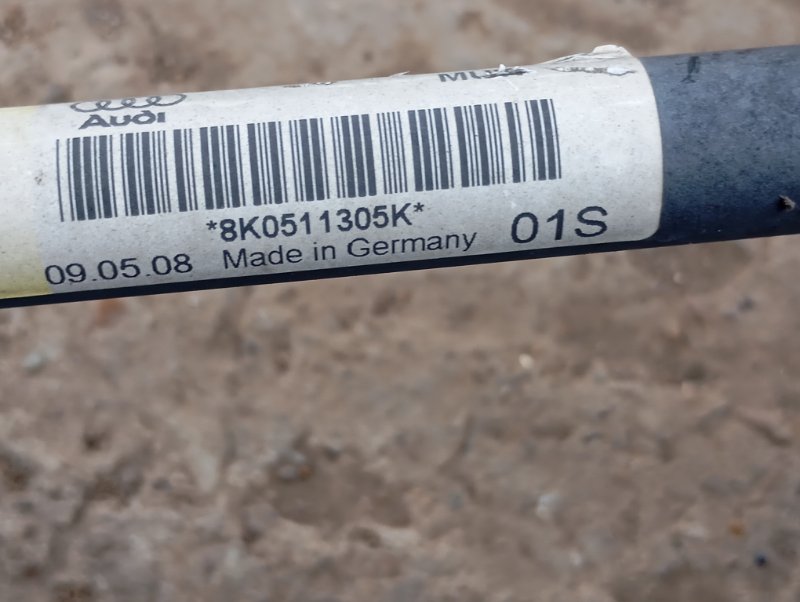 Audi
*8K0511305K*
09.05.08 Made in Germany 01S